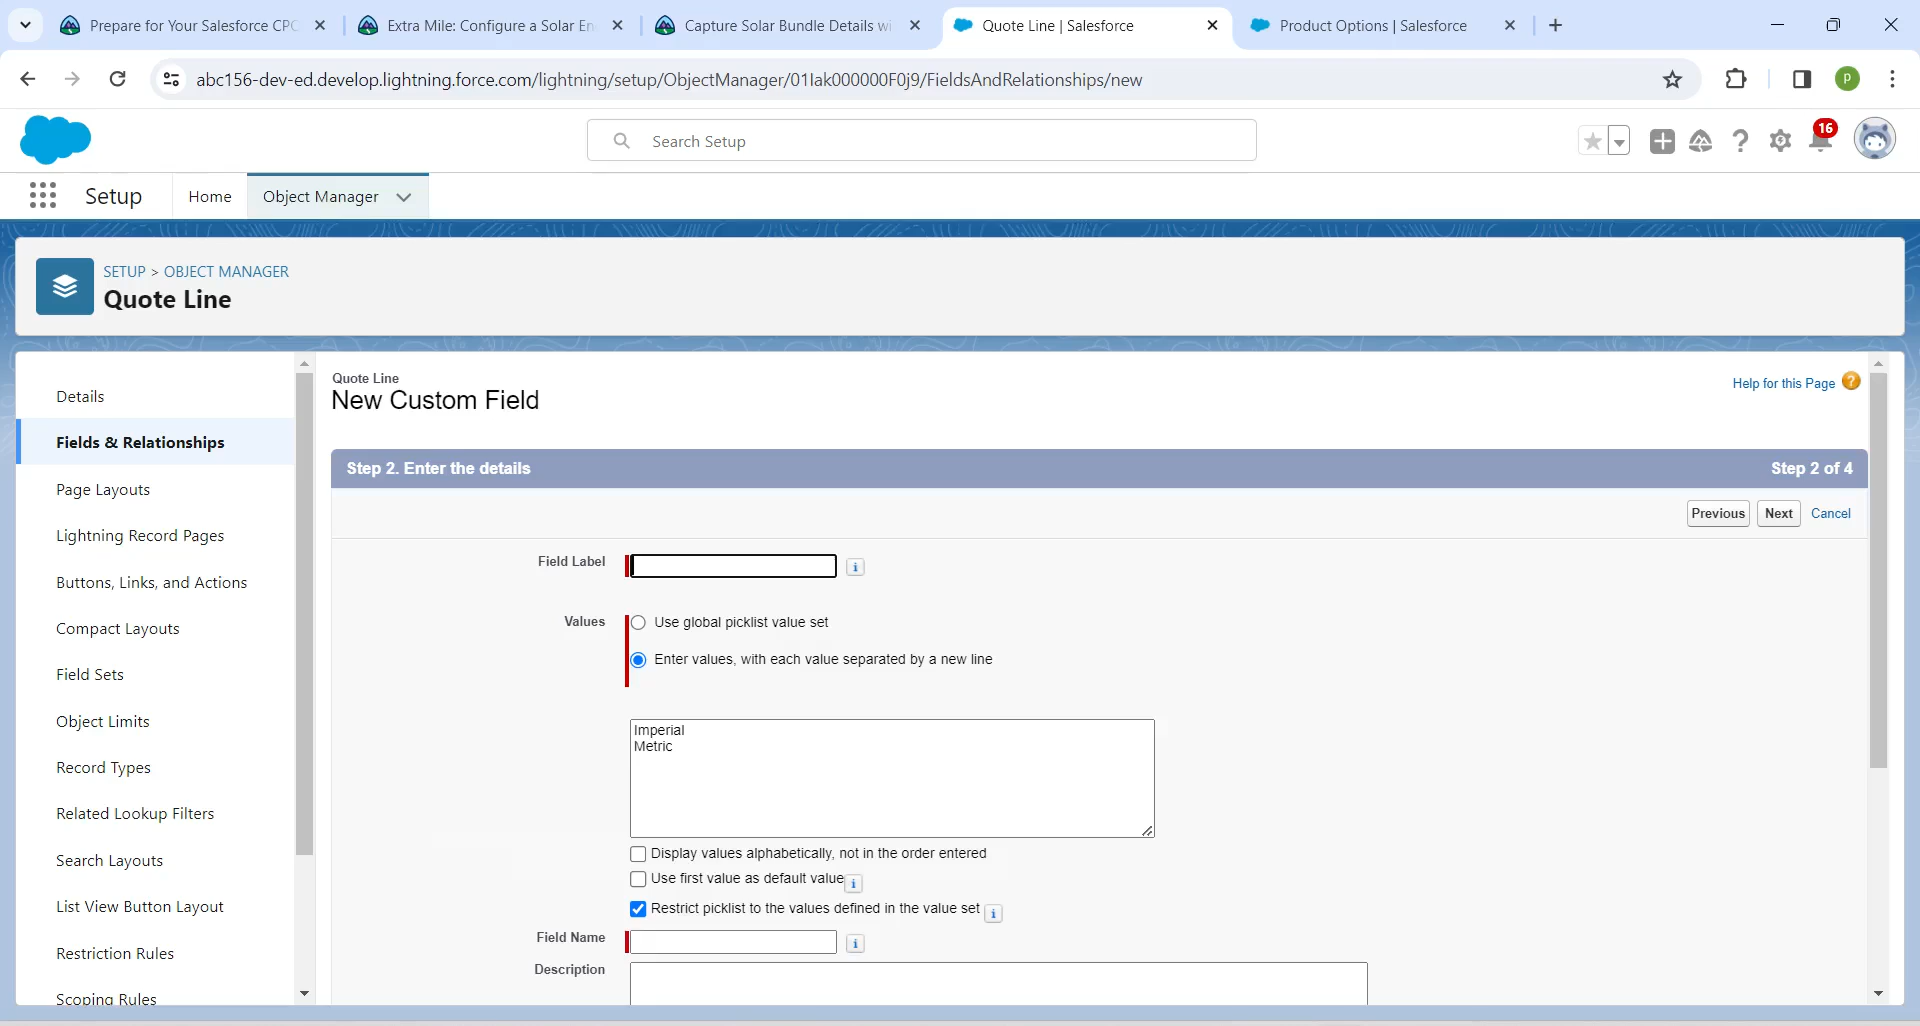 Prepare for Your Salesforce CPQ
Extra Mile: Configure a Solar En
Capture Solar Bundle Details wi
Quote Line | Salesforce
Product Options | Salesforce
abc156-dev-ed.develop.lightning.force.com/lightning/setup/ObjectManager/01Iak000000F0j9/FieldsAndRelationships/new
P
Search Setup
16
Setup
Home
Object Manager
SETUP > OBJECT MANAGER
Quote Line
Details
Fields & Relationships
Page Layouts
Lightning Record Pages
Buttons, Links, and Actions
Compact Layouts
Field Sets
Object Limits
Record Types
Related Lookup Filters
Search Layouts
List View Button Layout
Restriction Rules
Scoping Rules
Quote Line
New Custom Field
Help for this Page
Step 2. Enter the details
Step 2 of 4
Previous Next Cancel
Field Label
Values
Use global picklist value set
Enter values, with each value separated by a new line
Imperial
Metric
Display values alphabetically, not in the order entered
Use first value as default value
Restrict picklist to the values defined in the value set
Field Name
Description